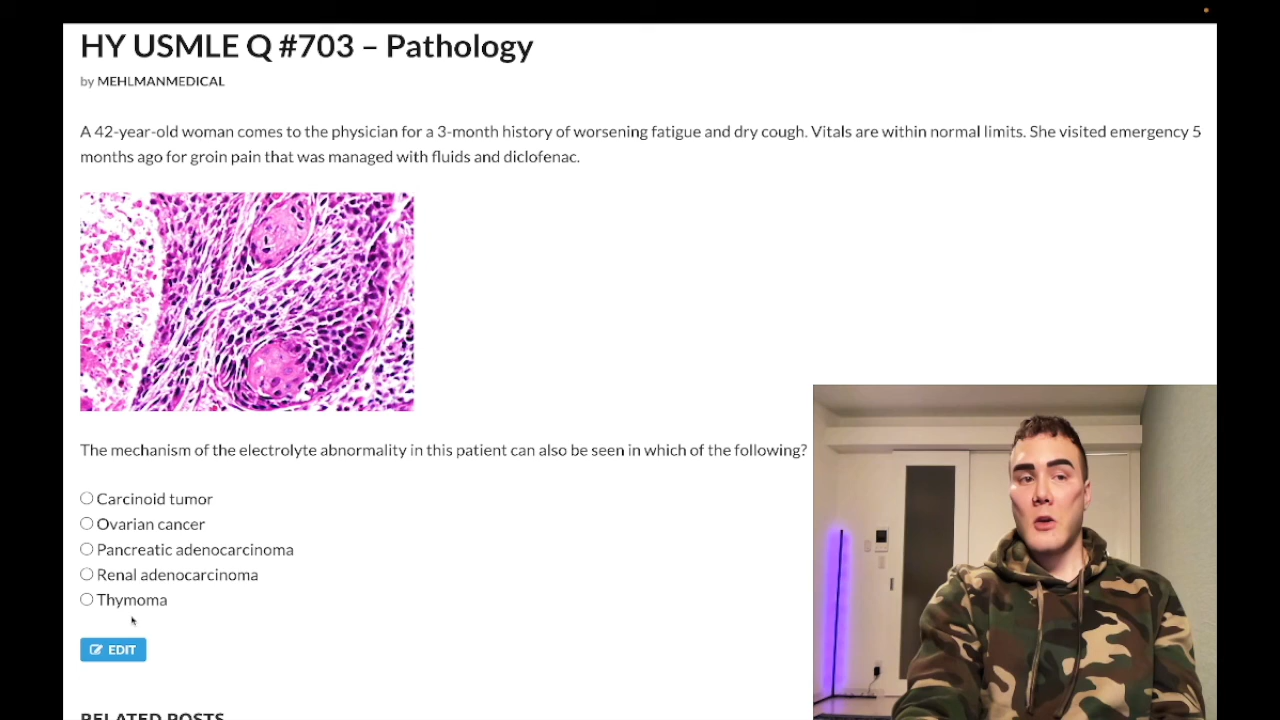 HY USMLE Q #703 – Pathology
by MEHLMANMEDICAL
A 42-year-old woman comes to the physician for a 3-month history of worsening fatigue and dry cough. Vitals are within normal limits. She visited emergency 5
months ago for groin pain that was managed with fluids and diclofenac.
The mechanism of the electrolyte abnormality in this patient can also be seen in which of the following?
Carcinoid tumor
Ovarian cancer
Pancreatic adenocarcinoma
Renal adenocarcinoma
Thymoma
EDIT
RELATED POSTS